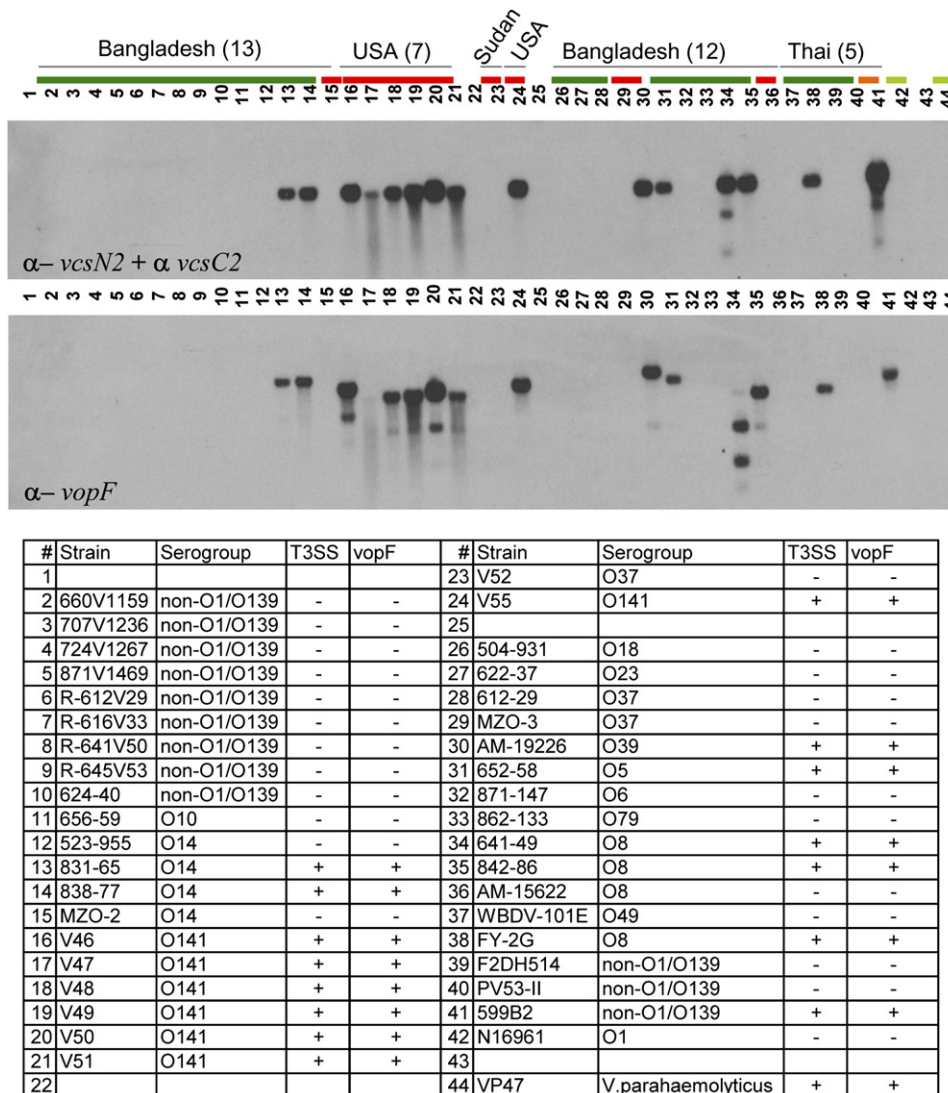 Bangladesh (13) USA (7) Sudan USA Bangladesh (12) Thai (5)
1 2 3 4 5 6 7 8 9 10 11 12 13 14 15 16 17 18 19 20 21 22 23 24 25 26 27 28 29 30 31 32 33 34 35 36 37 38 39 40 41 42 43 44
α– vcsN2 + α vcsC2
1 2 3 4 5 6 7 8 9 10 11 12 13 14 15 16 17 18 19 20 21 22 23 24 25 26 27 28 29 30 31 32 33 34 35 36 37 38 39 40 41 42 43 44
α– vopF
# Strain Serogroup T3SS vopF # Strain Serogroup T3SS vopF
1 23 V52 O37 - -
2 660V1159 non-O1/O139 - - 24 V55 O141 + +
3 707V1236 non-O1/O139 - - 25
4 724V1267 non-O1/O139 - - 26 504-931 O18 - -
5 871V1469 non-O1/O139 - - 27 622-37 O23 - -
6 R-612V29 non-O1/O139 - - 28 612-29 O37 - -
7 R-616V33 non-O1/O139 - - 29 MZO-3 O37 - -
8 R-641V50 non-O1/O139 - - 30 AM-19226 O39 + +
9 R-645V53 non-O1/O139 - - 31 652-58 O5 + +
10 624-40 non-O1/O139 - - 32 871-147 O6 - -
11 656-59 O10 - - 33 862-133 O79 - -
12 523-955 O14 - - 34 641-49 O8 + +
13 831-65 O14 + + 35 842-86 O8 + +
14 838-77 O14 + + 36 AM-15622 O8 - -
15 MZO-2 O14 - - 37 WBDV-101E O49 - -
16 V46 O141 + + 38 FY-2G O8 + +
17 V47 O141 + + 39 F2DH514 non-O1/O139 - -
18 V48 O141 + + 40 PV53-II non-O1/O139 - -
19 V49 O141 + + 41 599B2 non-O1/O139 + +
20 V50 O141 + + 42 N16961 O1 - -
21 V51 O141 + + 43
22 44 VP47 V.parahaemolyticus + +